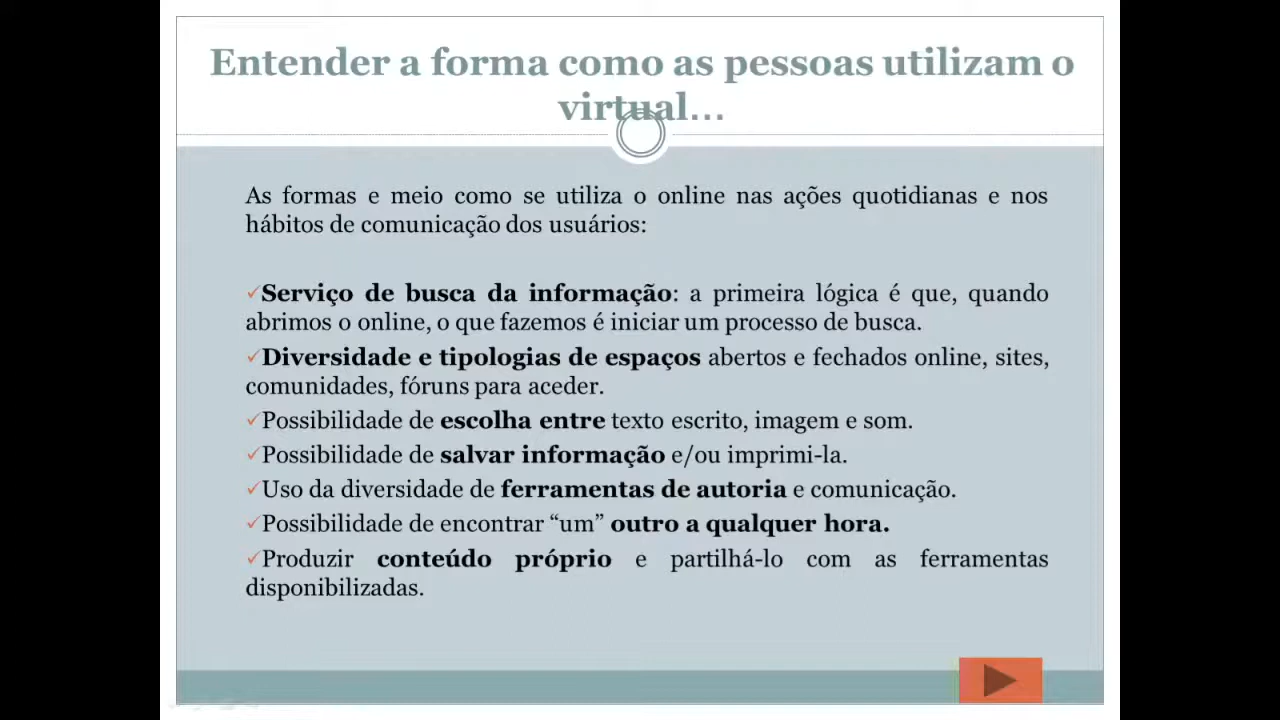 Entender a forma como as pessoas utilizam o
virtual...
As formas e meio como se utiliza o online nas ações quotidianas e nos
hábitos de comunicação dos usuários:
✓Serviço de busca da informação: a primeira lógica é que, quando
abrimos o online, o que fazemos é iniciar um processo de busca.
✓Diversidade e tipologias de espaços abertos e fechados online, sites,
comunidades, fóruns para aceder.
✓Possibilidade de escolha entre texto escrito, imagem e som.
✓Possibilidade de salvar informação e/ou imprimi-la.
✓Uso da diversidade de ferramentas de autoria e comunicação.
✓Possibilidade de encontrar “um” outro a qualquer hora.
✓Produzir conteúdo próprio e partilhá-lo com as ferramentas
disponibilizadas.